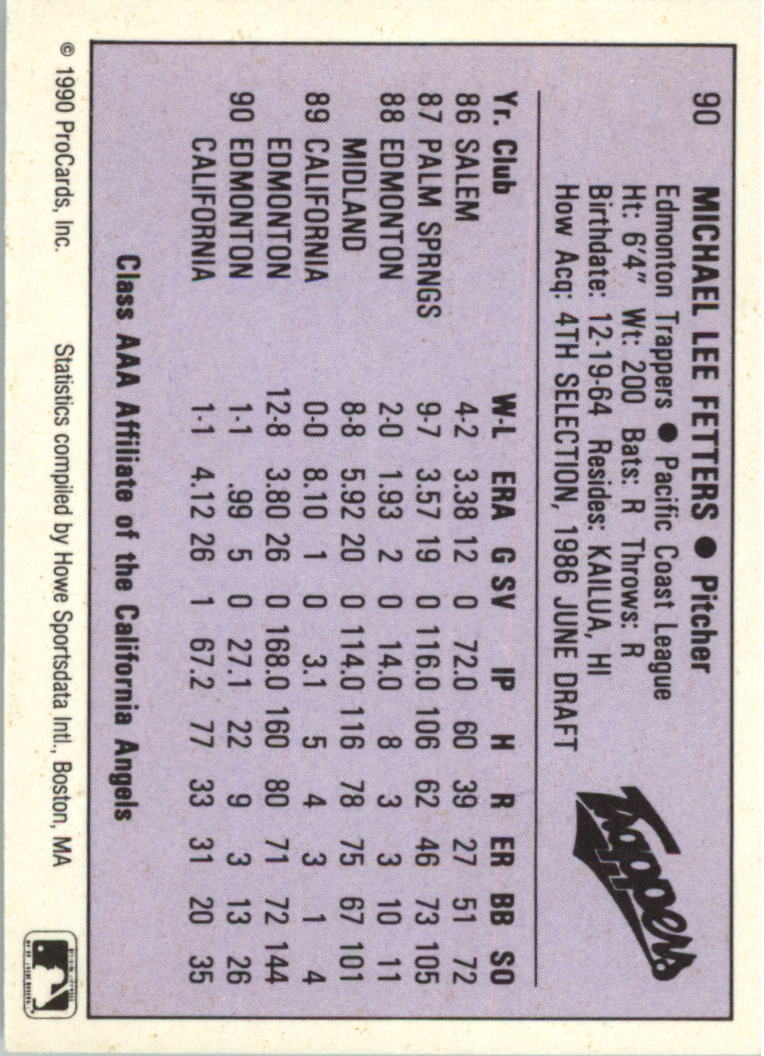 90 MICHAEL LEE FETTERS ● Pitcher
Edmonton Trappers ● Pacific Coast League
Ht: 6'4" Wt: 200 Bats: R Throws: R
Birthdate: 12-19-64 Resides: KAILUA, HI
How Acq: 4TH SELECTION, 1986 JUNE DRAFT
Trappers
Yr. Club W-L ERA G SV IP H R ER BB SO
86 SALEM 4-2 3.38 12 0 72.0 60 39 27 51 72
87 PALM SPRNGS 9-7 3.57 19 0 116.0 106 62 46 73 105
88 EDMONTON 2-0 1.93 2 0 14.0 8 3 3 10 11
MIDLAND 8-8 5.92 20 0 114.0 116 78 75 67 101
89 CALIFORNIA 0-0 8.10 1 0 3.1 5 4 3 1 4
EDMONTON 12-8 3.80 26 0 168.0 160 80 71 72 144
90 EDMONTON 1-1 .99 5 0 27.1 22 9 3 13 26
CALIFORNIA 1-1 4.12 26 1 67.2 77 33 31 20 35
Class AAA Affiliate of the California Angels
© 1990 ProCards, Inc. Statistics compiled by Howe Sportsdata Intl., Boston, MA